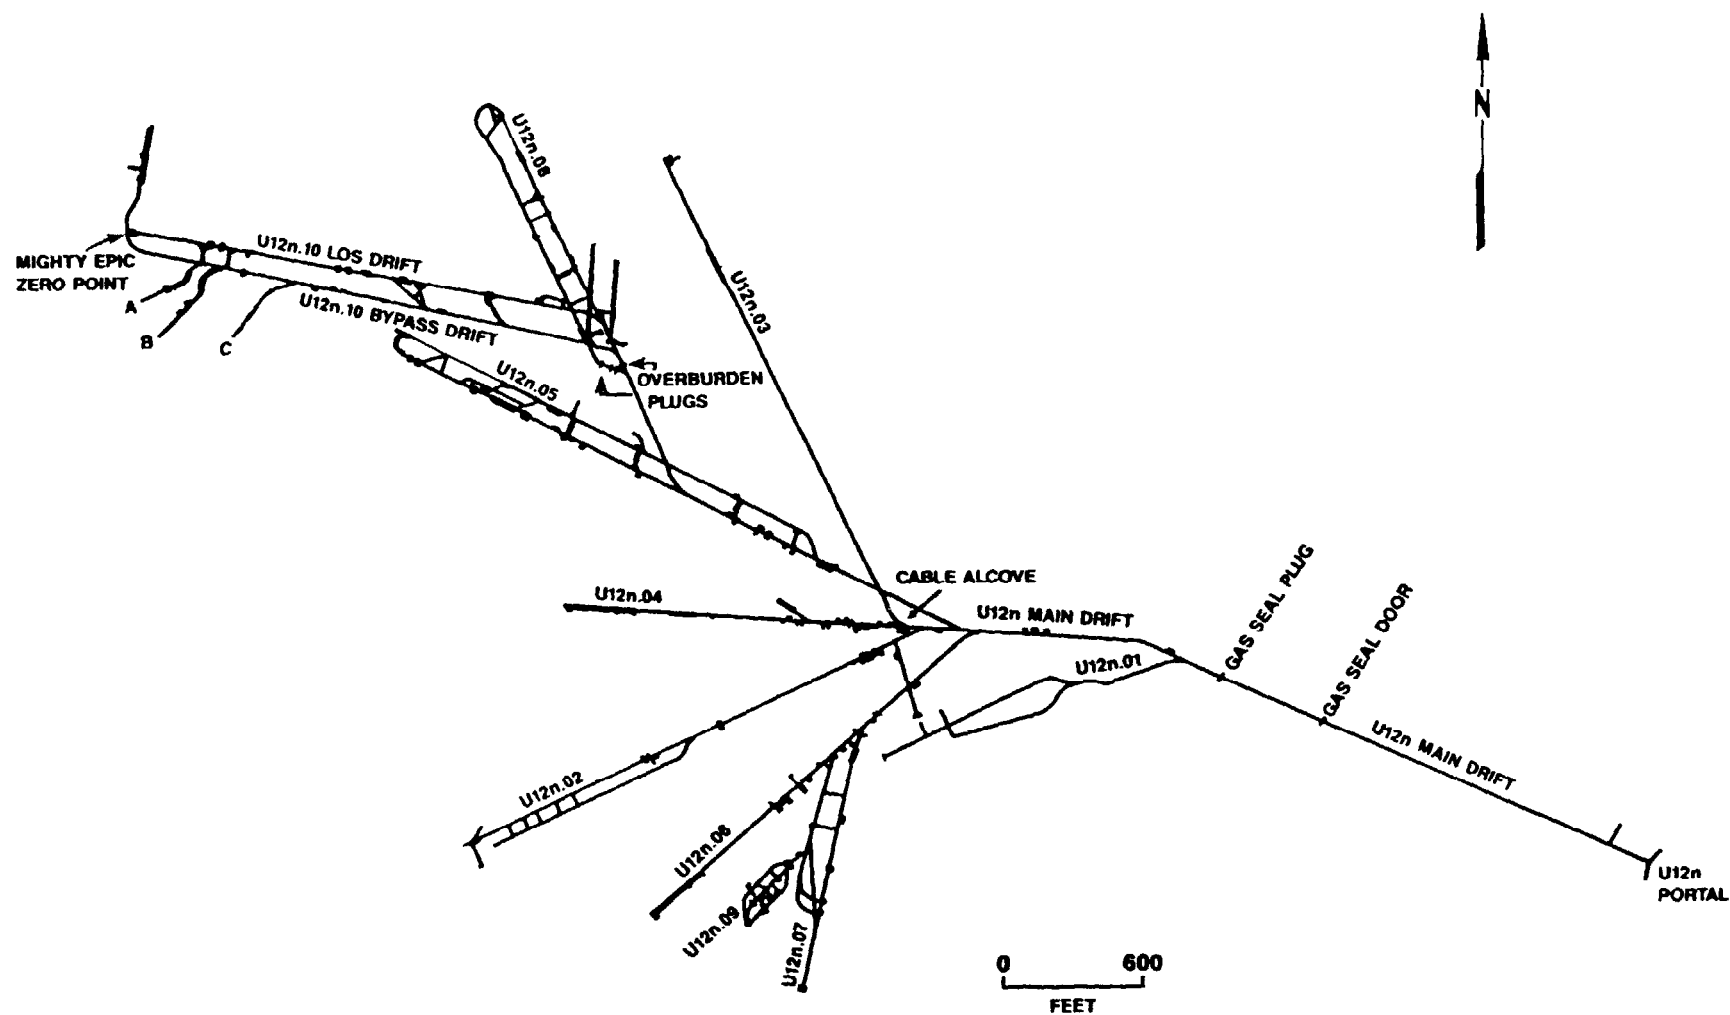 N
U12n.08
U12n.03
U12n.10 LOS DRIFT
MIGHTY EPIC
ZERO POINT
A
B
C
U12n.10 BYPASS DRIFT
U12n.05
OVERBURDEN
PLUGS
CABLE ALCOVE
U12n.04
U12n MAIN DRIFT
GAS SEAL PLUG
GAS SEAL DOOR
U12n.01
U12n MAIN DRIFT
U12n.02
U12n.06
U12n.09
U12n.07
U12n
PORTAL
0 600
FEET